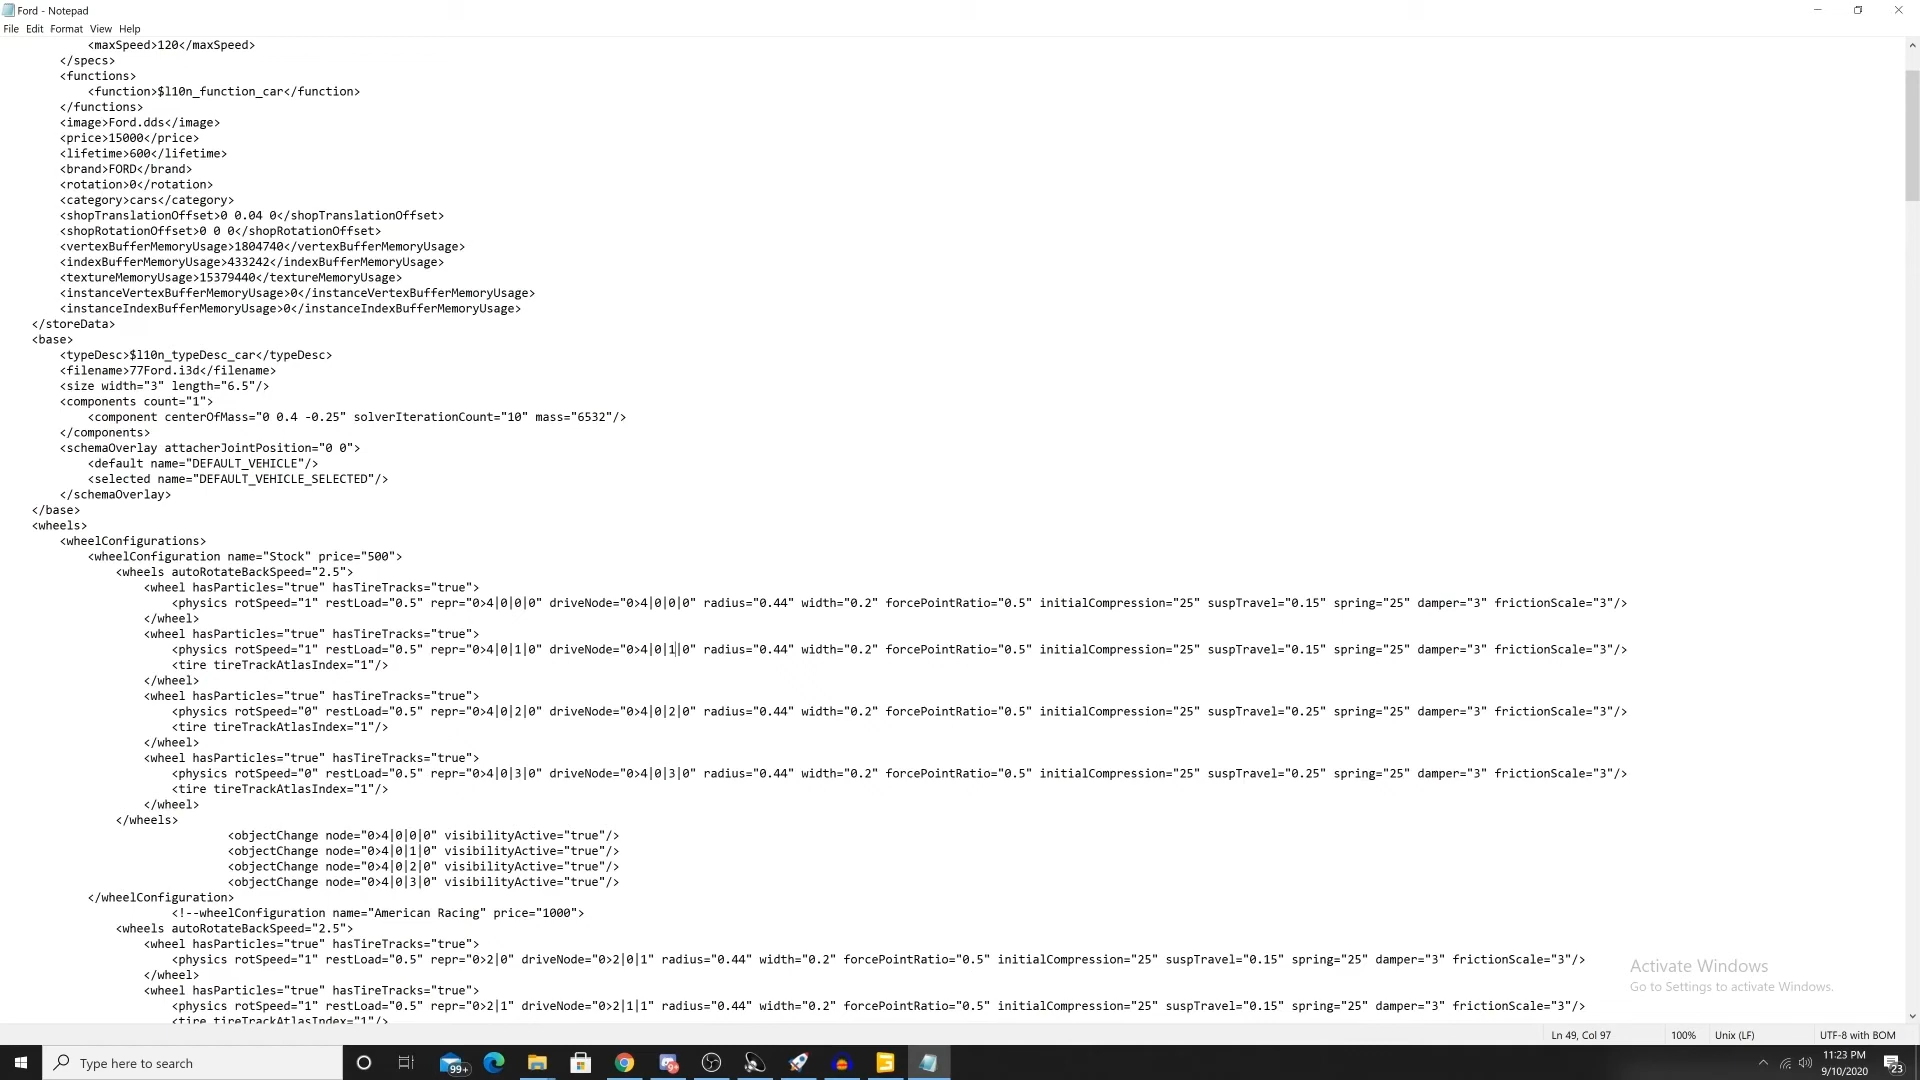 Ford - Notepad
File Edit Format View Help
<maxSpeed>120</maxSpeed>
</specs>
<functions>
<function>$l10n_function_car</function>
</functions>
<image>Ford.dds</image>
<price>15000</price>
<lifetime>600</lifetime>
<brand>FORD</brand>
<rotation>0</rotation>
<category>cars</category>
<shopTranslationOffset>0 0.04 0</shopTranslationOffset>
<shopRotationOffset>0 0 0</shopRotationOffset>
<vertexBufferMemoryUsage>1804740</vertexBufferMemoryUsage>
<indexBufferMemoryUsage>433242</indexBufferMemoryUsage>
<textureMemoryUsage>15379440</textureMemoryUsage>
<instanceVertexBufferMemoryUsage>0</instanceVertexBufferMemoryUsage>
<instanceIndexBufferMemoryUsage>0</instanceIndexBufferMemoryUsage>
</storeData>
<base>
<typeDesc>$l10n_typeDesc_car</typeDesc>
<filename>77Ford.i3d</filename>
<size width="3" length="6.5"/>
<components count="1">
<component centerOfMass="0 0.4 -0.25" solverIterationCount="10" mass="6532"/>
</components>
<schemaOverlay attacherJointPosition="0 0">
<default name="DEFAULT_VEHICLE"/>
<selected name="DEFAULT_VEHICLE_SELECTED"/>
</schemaOverlay>
</base>
<wheels>
<wheelConfigurations>
<wheelConfiguration name="Stock" price="500">
<wheels autoRotateBackSpeed="2.5">
<wheel hasParticles="true" hasTireTracks="true">
<physics rotSpeed="1" restLoad="0.5" repr="0>4|0|0|0" driveNode="0>4|0|0|0" radius="0.44" width="0.2" forcePointRatio="0.5" initialCompression="25" suspTravel="0.15" spring="25" damper="3" frictionScale="3"/>
</wheel>
<wheel hasParticles="true" hasTireTracks="true">
<physics rotSpeed="1" restLoad="0.5" repr="0>4|0|1|0" driveNode="0>4|0|1|0" radius="0.44" width="0.2" forcePointRatio="0.5" initialCompression="25" suspTravel="0.15" spring="25" damper="3" frictionScale="3"/>
<tire tireTrackAtlasIndex="1"/>
</wheel>
<wheel hasParticles="true" hasTireTracks="true">
<physics rotSpeed="0" restLoad="0.5" repr="0>4|0|2|0" driveNode="0>4|0|2|0" radius="0.44" width="0.2" forcePointRatio="0.5" initialCompression="25" suspTravel="0.25" spring="25" damper="3" frictionScale="3"/>
<tire tireTrackAtlasIndex="1"/>
</wheel>
<wheel hasParticles="true" hasTireTracks="true">
<physics rotSpeed="0" restLoad="0.5" repr="0>4|0|3|0" driveNode="0>4|0|3|0" radius="0.44" width="0.2" forcePointRatio="0.5" initialCompression="25" suspTravel="0.25" spring="25" damper="3" frictionScale="3"/>
<tire tireTrackAtlasIndex="1"/>
</wheel>
</wheels>
<objectChange node="0>4|0|0|0" visibilityActive="true"/>
<objectChange node="0>4|0|1|0" visibilityActive="true"/>
<objectChange node="0>4|0|2|0" visibilityActive="true"/>
<objectChange node="0>4|0|3|0" visibilityActive="true"/>
</wheelConfiguration>
<!--wheelConfiguration name="American Racing" price="1000">
<wheels autoRotateBackSpeed="2.5">
<wheel hasParticles="true" hasTireTracks="true">
<physics rotSpeed="1" restLoad="0.5" repr="0>2|0" driveNode="0>2|0|1" radius="0.44" width="0.2" forcePointRatio="0.5" initialCompression="25" suspTravel="0.15" spring="25" damper="3" frictionScale="3"/>
</wheel>
<wheel hasParticles="true" hasTireTracks="true">
<physics rotSpeed="1" restLoad="0.5" repr="0>2|1" driveNode="0>2|1|1" radius="0.44" width="0.2" forcePointRatio="0.5" initialCompression="25" suspTravel="0.15" spring="25" damper="3" frictionScale="3"/>
<tire tireTrackAtlasIndex="1"/>
Activate Windows
Go to Settings to activate Windows.
Ln 49, Col 97 100% Unix (LF) UTF-8 with BOM
Type here to search
99+
11:23 PM
9/10/2020
23